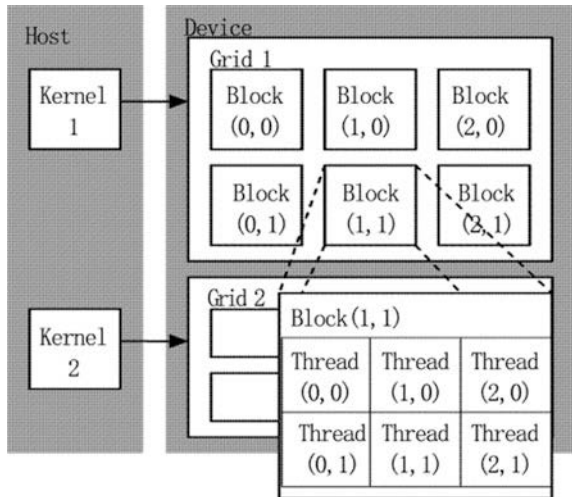 Host
Device
Grid 1
Kernel
1
Block
(0, 0)
Block
(1, 0)
Block
(2, 0)
Block
(0, 1)
Block
(1, 1)
Block
(2, 1)
Grid 2
Kernel
2
Block(1, 1)
Thread
(0, 0)
Thread
(1, 0)
Thread
(2, 0)
Thread
(0, 1)
Thread
(1, 1)
Thread
(2, 1)